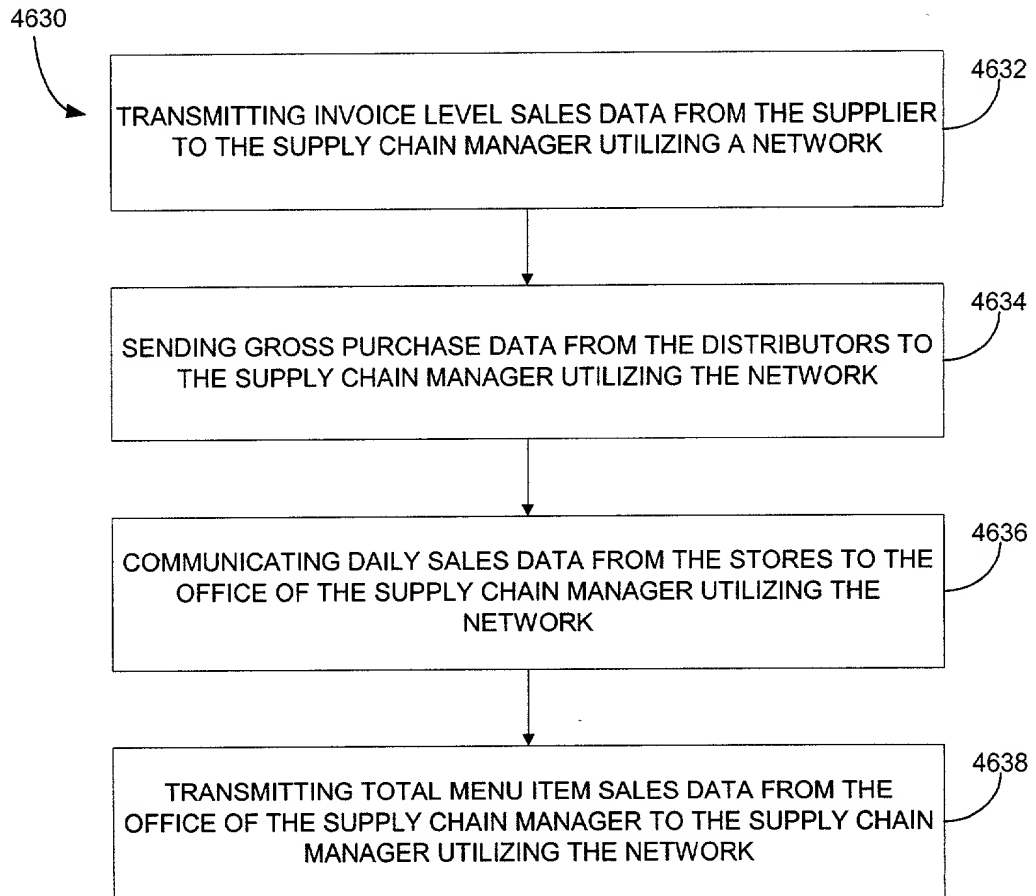 4630
4632
TRANSMITTING INVOICE LEVEL SALES DATA FROM THE SUPPLIER
TO THE SUPPLY CHAIN MANAGER UTILIZING A NETWORK
4634
SENDING GROSS PURCHASE DATA FROM THE DISTRIBUTORS TO
THE SUPPLY CHAIN MANAGER UTILIZING THE NETWORK
4636
COMMUNICATING DAILY SALES DATA FROM THE STORES TO THE
OFFICE OF THE SUPPLY CHAIN MANAGER UTILIZING THE
NETWORK
4638
TRANSMITTING TOTAL MENU ITEM SALES DATA FROM THE
OFFICE OF THE SUPPLY CHAIN MANAGER TO THE SUPPLY CHAIN
MANAGER UTILIZING THE NETWORK